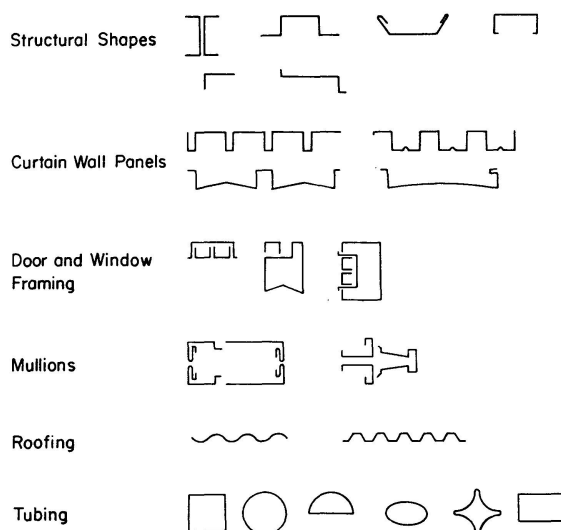 Structural Shapes
Curtain Wall Panels
Door and Window
Framing
Mullions
Roofing
Tubing